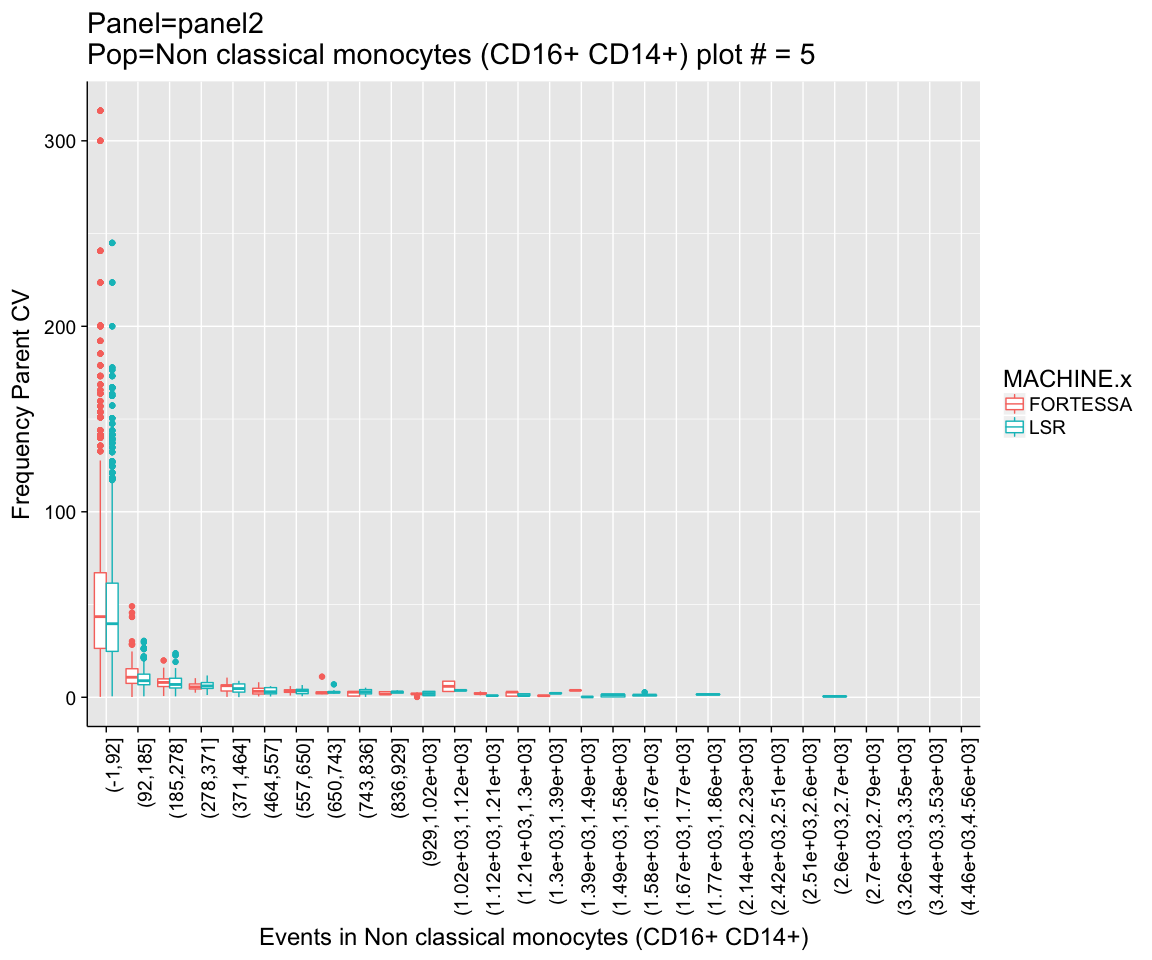 Panel=panel2
Pop=Non classical monocytes (CD16+ CD14+) plot # = 5
Frequency Parent CV
300
200
100
0
(-1,92]
(92,185]
(185,278]
(278,371]
(371,464]
(464,557]
(557,650]
(650,743]
(743,836]
(836,929]
(929,1.02e+03]
(1.02e+03,1.12e+03]
(1.12e+03,1.21e+03]
(1.21e+03,1.3e+03]
(1.3e+03,1.39e+03]
(1.39e+03,1.49e+03]
(1.49e+03,1.58e+03]
(1.58e+03,1.67e+03]
(1.67e+03,1.77e+03]
(1.77e+03,1.86e+03]
(2.14e+03,2.23e+03]
(2.42e+03,2.51e+03]
(2.51e+03,2.6e+03]
(2.6e+03,2.7e+03]
(2.7e+03,2.79e+03]
(3.26e+03,3.35e+03]
(3.44e+03,3.53e+03]
(4.46e+03,4.56e+03]
Events in Non classical monocytes (CD16+ CD14+)
MACHINE.x
FORTESSA
LSR